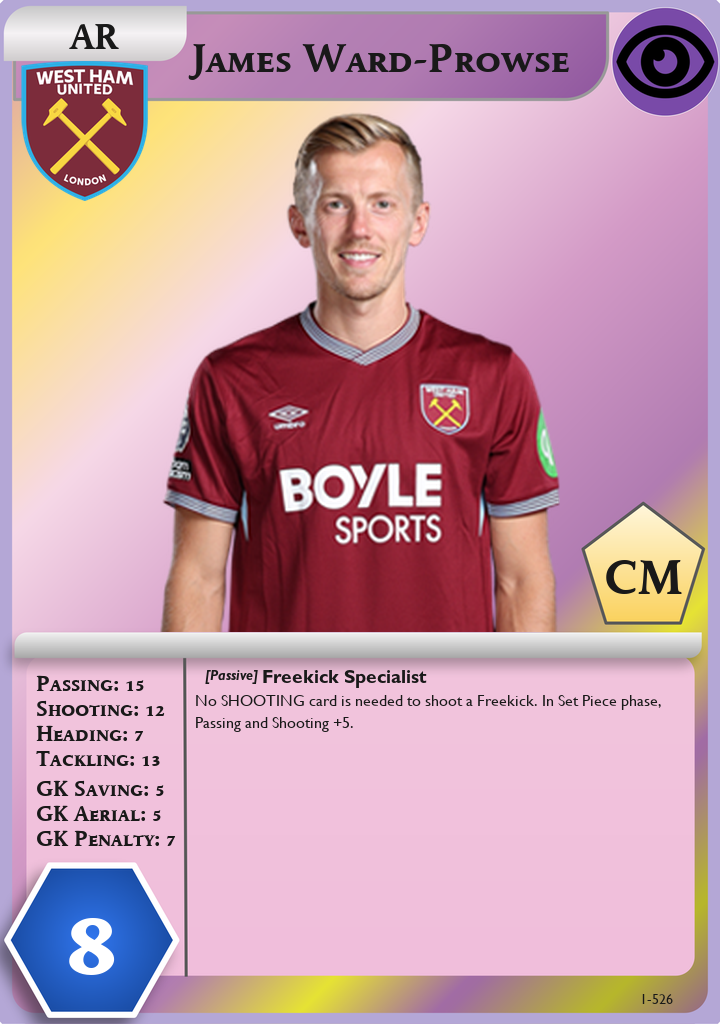 AR
James Ward-Prowse
WEST HAM
UNITED
LONDON
umbro
WEST HAM
BOYLE
SPORTS
CM
Passing: 15
Shooting: 12
Heading: 7
Tackling: 13
GK Saving: 5
GK Aerial: 5
GK Penalty: 7
8
[Passive] Freekick Specialist
No SHOOTING card is needed to shoot a Freekick. In Set Piece phase,
Passing and Shooting +5.
1-526